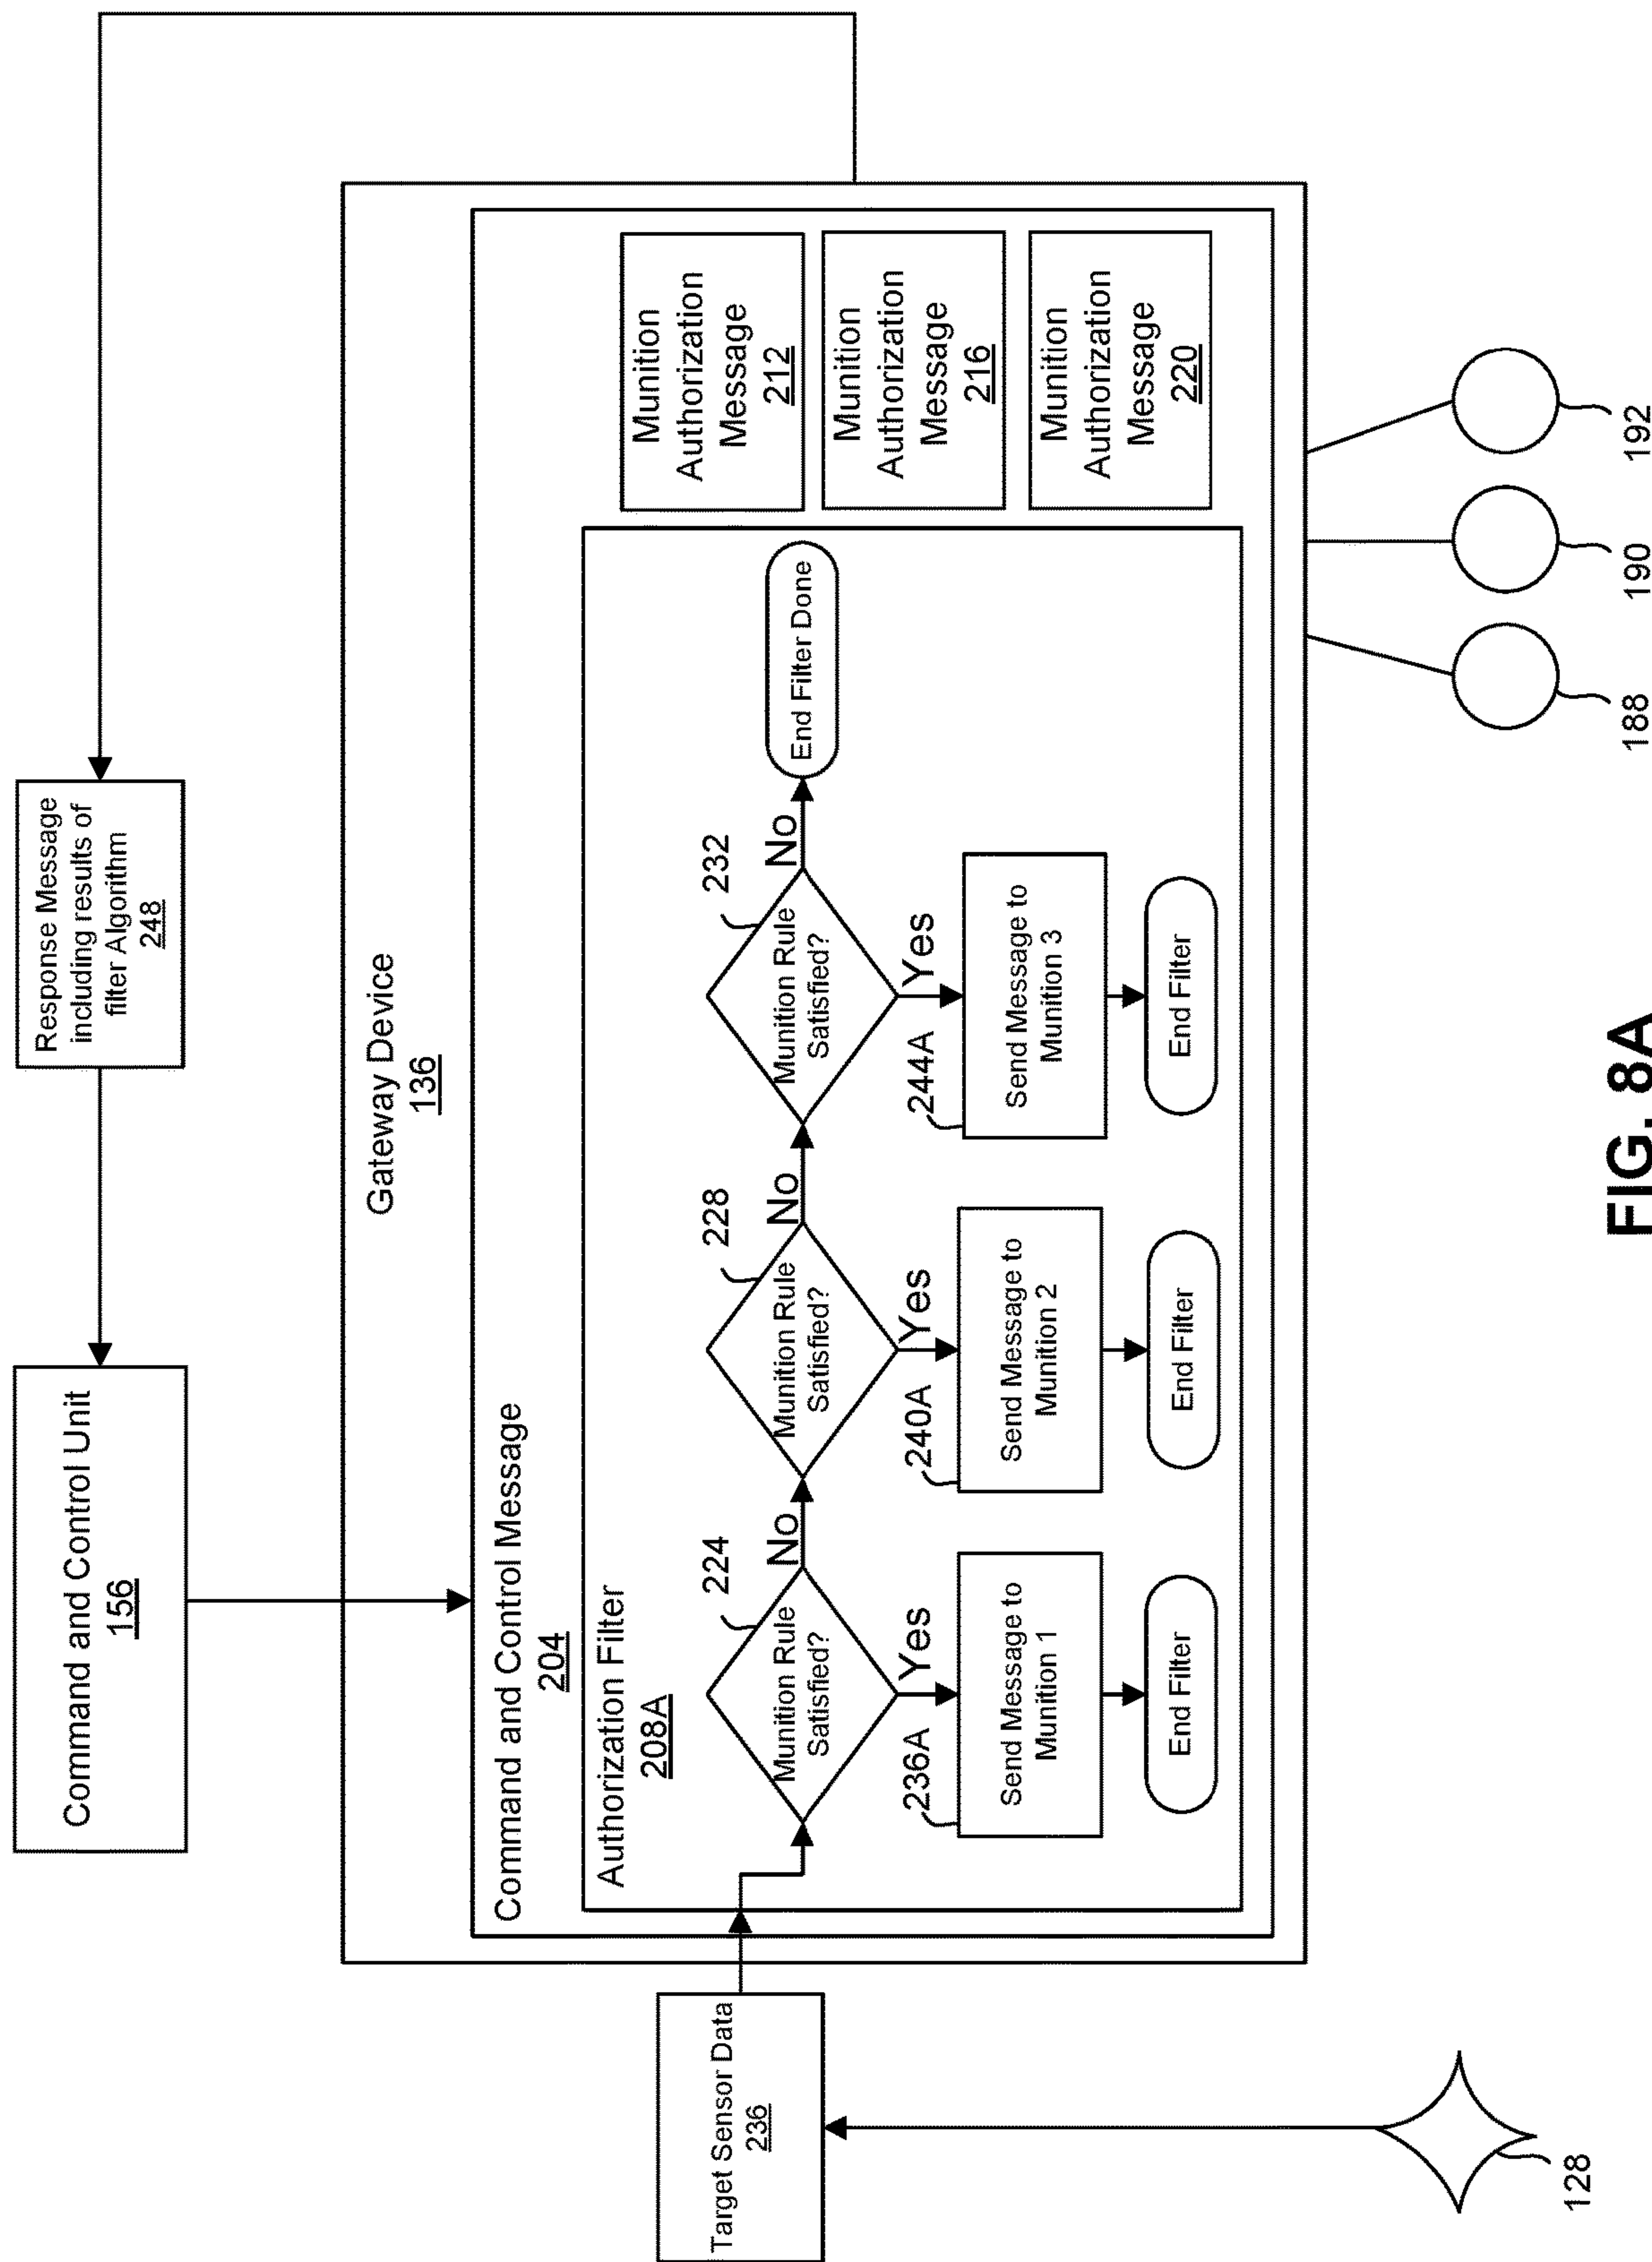 Command and Control Unit
156
Response Message
including results of
filter Algorithm
248
Gateway Device
136
Command and Control Message
204
Authorization Filter
208A
Target Sensor Data
236
224
Munition Rule
Satisfied?
No
Yes
228
Munition Rule
Satisfied?
No
Yes
232
Munition Rule
Satisfied?
No
Yes
End Filter Done
236A
Send Message to
Munition 1
End Filter
240A
Send Message to
Munition 2
End Filter
244A
Send Message to
Munition 3
End Filter
Munition
Authorization
Message
212
Munition
Authorization
Message
216
Munition
Authorization
Message
220
128
188
190
192
FIG. 8A